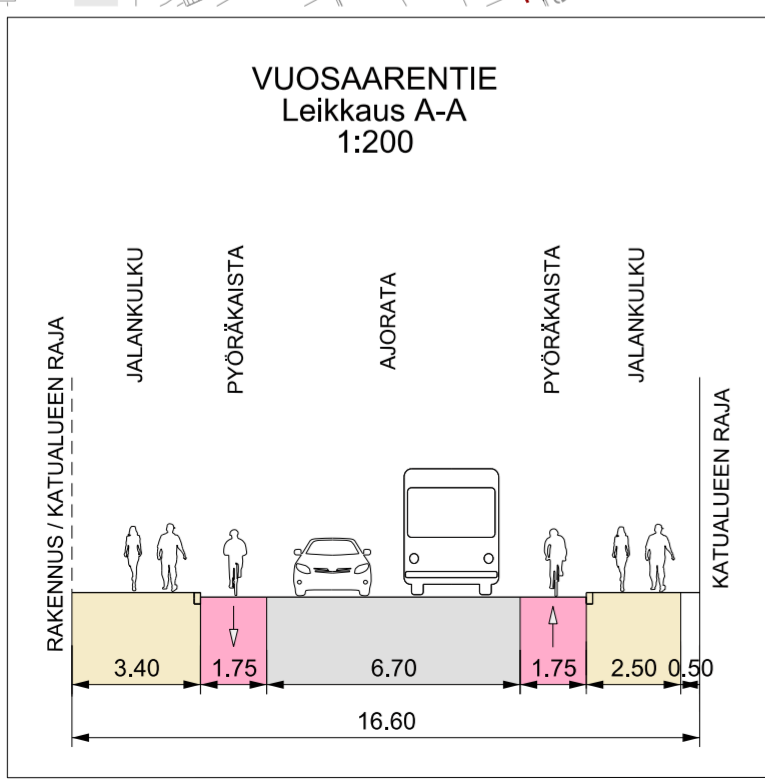 VUOSAARENTIE
Leikkaus A-A
1:200
RAKENNUS / KATUALUEEN RAJA
JALANKULKU
PYÖRÄKAISTA
AJORATA
PYÖRÄKAISTA
JALANKULKU
KATUALUEEN RAJA
3.40
1.75
6.70
1.75
2.50
0.50
16.60